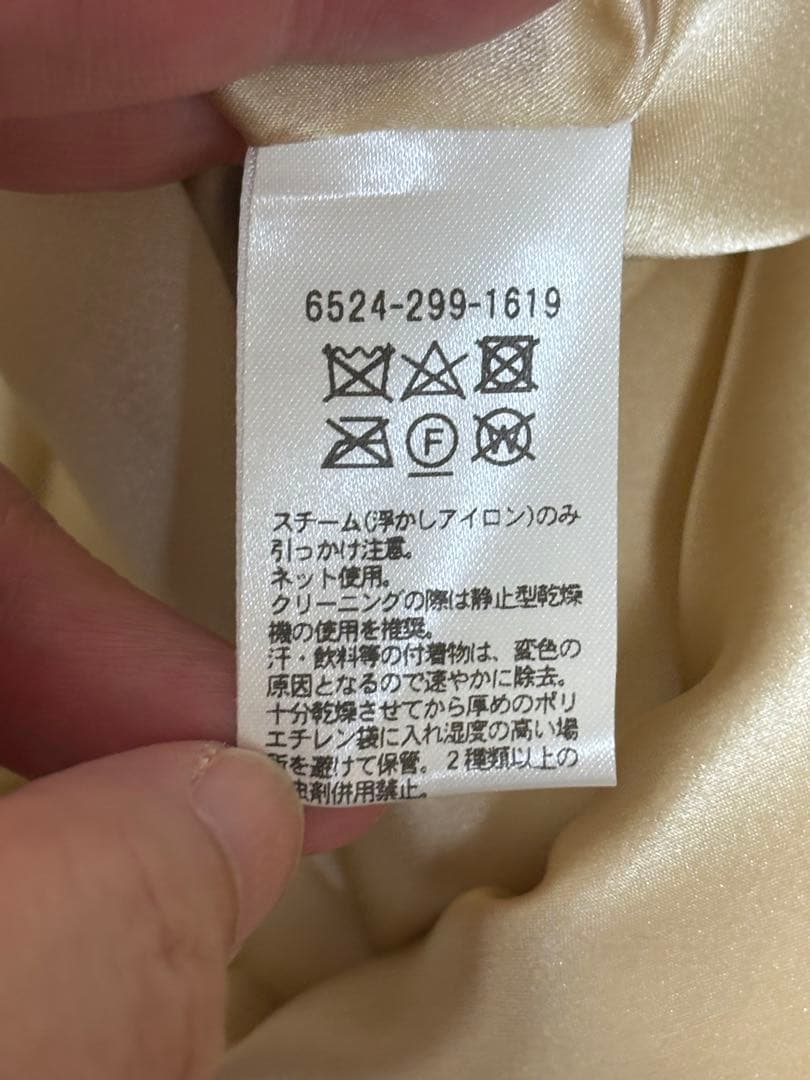 6524-299-1619
F
W
スチーム(浮かしアイロン)のみ
引っかけ注意。
ネット使用。
クリーニングの際は静止型乾燥
機の使用を推奨。
汗・飲料等の付着物は、変色の
原因となるので速やかに除去。
十分乾燥させてから厚めのポリ
エチレン袋に入れ湿度の高い場
所を避けて保管。2種類以上の
虫剤併用禁止。